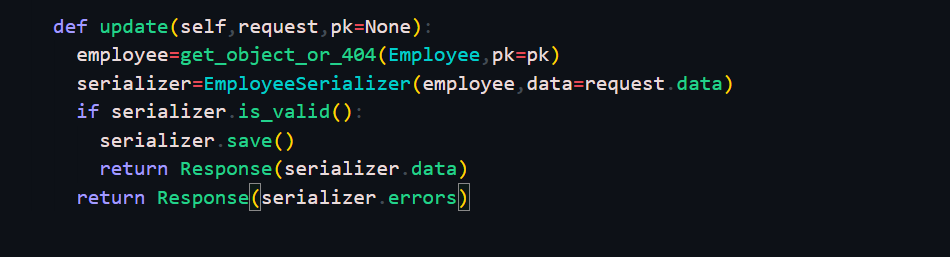 def update(self,request,pk=None):
employee=get_object_or_404(Employee,pk=pk)
serializer=EmployeeSerializer(employee,data=request.data)
if serializer.is_valid():
serializer.save()
return Response(serializer.data)
return Response(serializer.errors)